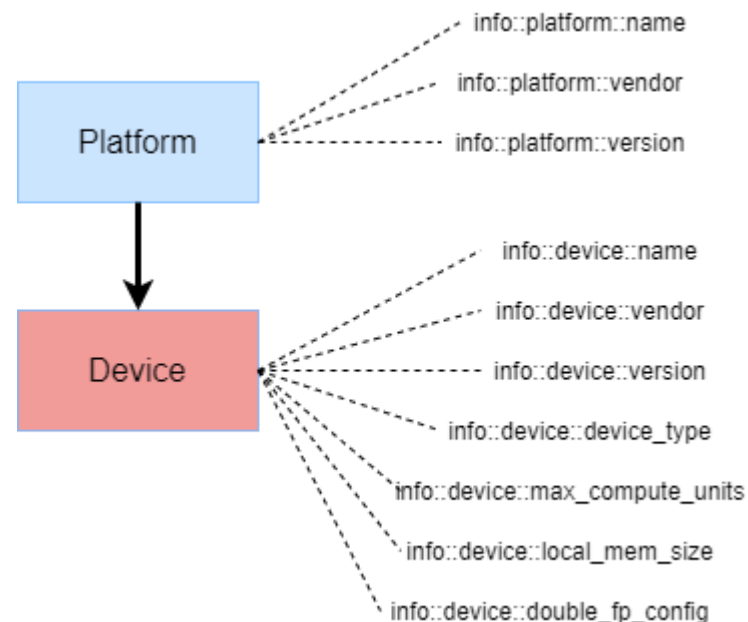 info::platform::name
info::platform::vendor
Platform
info::platform::version
info::device::name
info::device::vendor
Device
info::device::version
info::device::device_type
info::device::max_compute_units
info::device::local_mem_size
info::device::double_fp_config